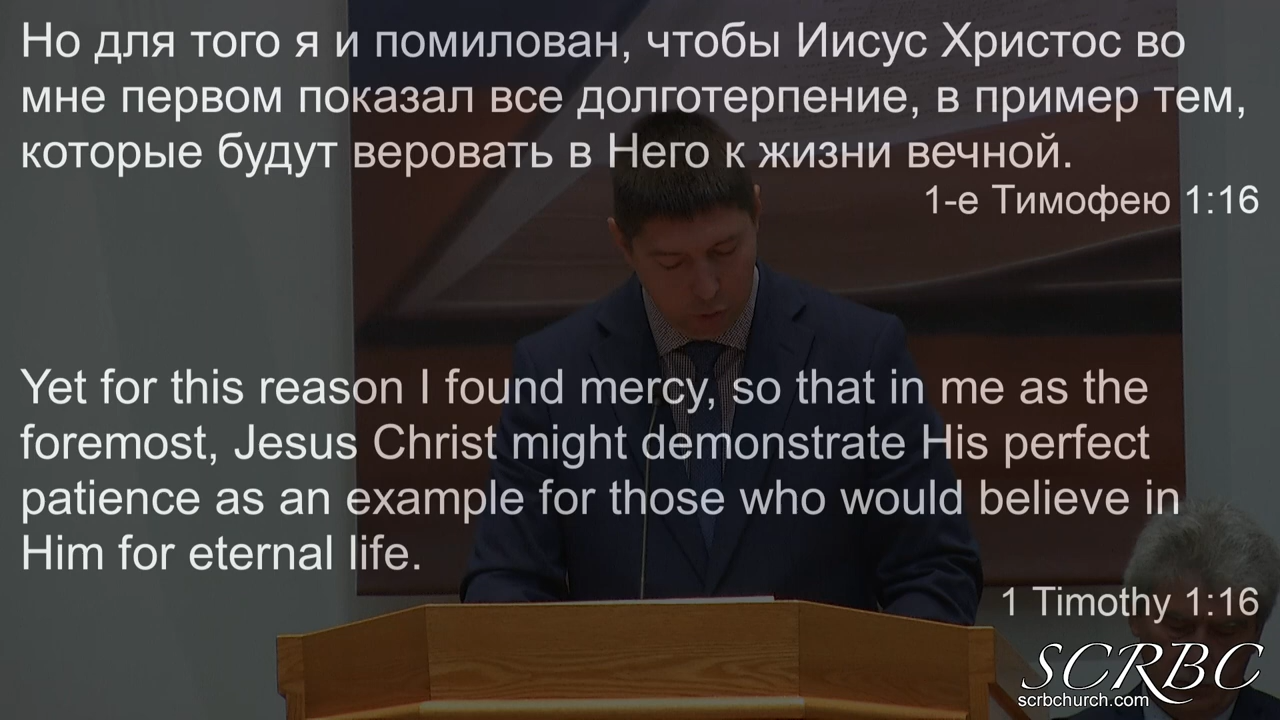 Но для того я и помилован, чтобы Иисус Христос во
мне первом показал все долготерпение, в пример тем,
которые будут веровать в Него к жизни вечной.
1-е Тимофею 1:16
Yet for this reason I found mercy, so that in me as the
foremost, Jesus Christ might demonstrate His perfect
patience as an example for those who would believe in
Him for eternal life.
1 Timothy 1:16
SCRBC
scrbchurch.com